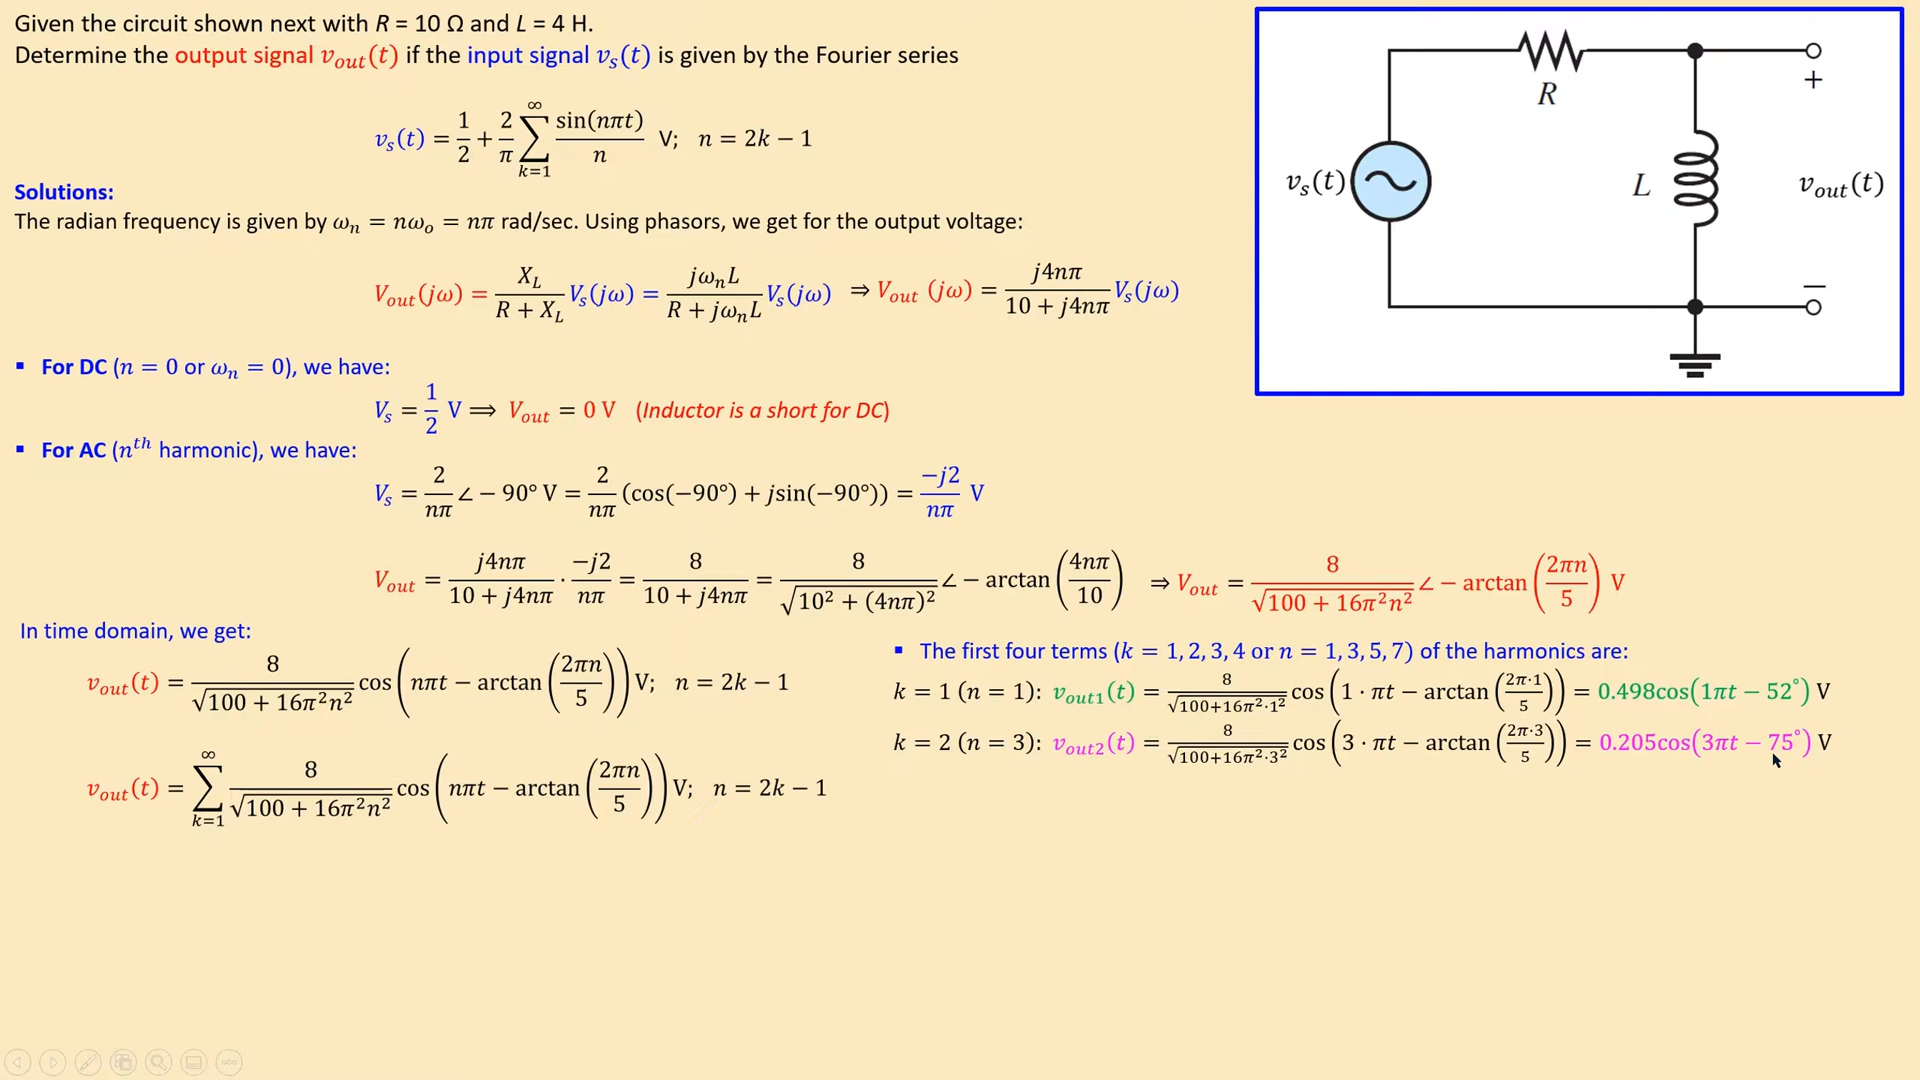 Given the circuit shown next with R = 10 Ω and L = 4 H.
Determine the output signal v_out(t) if the input signal v_s(t) is given by the Fourier series
v_s(t) = 1/2 + 2/π ∑_{k=1}^{∞} sin(nπt)/n V; n = 2k − 1
Solutions:
The radian frequency is given by ω_n = nω_o = nπ rad/sec. Using phasors, we get for the output voltage:
V_out(jω) = X_L/(R + X_L) V_s(jω) = jω_nL/(R + jω_nL) V_s(jω) ⇒ V_out (jω) = j4nπ/(10 + j4nπ) V_s(jω)
▪ For DC (n = 0 or ω_n = 0), we have:
V_s = 1/2 V ⟹ V_out = 0 V (Inductor is a short for DC)
▪ For AC (n^th harmonic), we have:
V_s = 2/nπ ∠ − 90° V = 2/nπ (cos(−90°) + jsin(−90°)) = −j2/nπ V
V_out = j4nπ/(10 + j4nπ) · −j2/nπ = 8/(10 + j4nπ) = 8/√(10² + (4nπ)²) ∠ − arctan(4nπ/10) ⇒ V_out = 8/√(100 + 16π²n²) ∠ − arctan(2πn/5) V
In time domain, we get:
v_out(t) = 8/√(100 + 16π²n²) cos(nπt − arctan(2πn/5)) V; n = 2k − 1
v_out(t) = ∑_{k=1}^{∞} 8/√(100 + 16π²n²) cos(nπt − arctan(2πn/5)) V; n = 2k − 1
▪ The first four terms (k = 1, 2, 3, 4 or n = 1, 3, 5, 7) of the harmonics are:
k = 1 (n = 1): v_out1(t) = 8/√(100+16π²·1²) cos(1 · πt − arctan(2π·1/5)) = 0.498cos(1πt − 52°) V
k = 2 (n = 3): v_out2(t) = 8/√(100+16π²·3²) cos(3 · πt − arctan(2π·3/5)) = 0.205cos(3πt − 75°) V
R
+
v_s(t)
L
v_out(t)
−